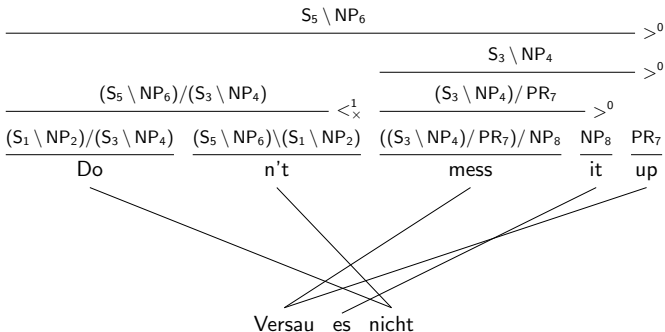 S₅ \ NP₆
>⁰
S₃ \ NP₄
>⁰
(S₅ \ NP₆)/(S₃ \ NP₄) <¹ₓ (S₃ \ NP₄)/ PR₇ >⁰
(S₁ \ NP₂)/(S₃ \ NP₄) (S₅ \ NP₆)\(S₁ \ NP₂) ((S₃ \ NP₄)/ PR₇)/ NP₈ NP₈ PR₇
Do n't mess it up
Versau es nicht